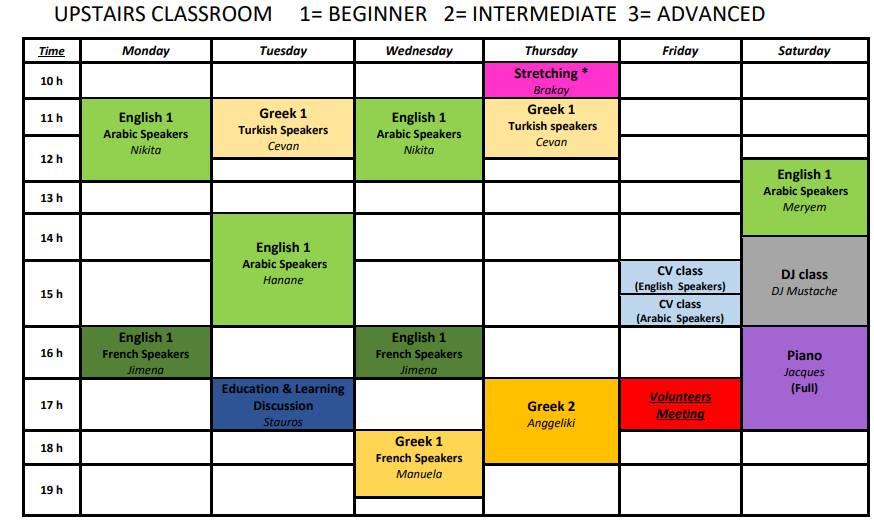 UPSTAIRS CLASSROOM 1= BEGINNER 2= INTERMEDIATE 3= ADVANCED
Time Monday Tuesday Wednesday Thursday Friday Saturday
10 h
Stretching *
Brakay
11 h
English 1
Arabic Speakers
Nikita
Greek 1
Turkish Speakers
Cevan
English 1
Arabic Speakers
Nikita
Greek 1
Turkish speakers
Cevan
12 h
English 1
Arabic Speakers
Meryem
13 h
14 h
English 1
Arabic Speakers
Hanane
DJ class
DJ Mustache
15 h
CV class
(English Speakers)
CV class
(Arabic Speakers)
16 h
English 1
French Speakers
Jimena
English 1
French Speakers
Jimena
Piano
Jacques
(Full)
17 h
Education & Learning
Discussion
Stauros
Greek 2
Anggeliki
Volunteers
Meeting
18 h
Greek 1
French Speakers
Manuela
19 h